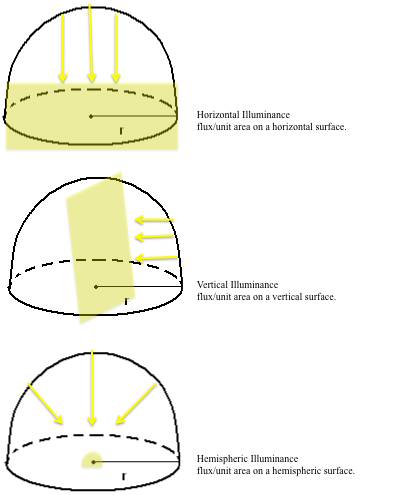 r
Horizontal Illuminance
flux/unit area on a horizontal surface.
r
Vertical Illuminance
flux/unit area on a vertical surface.
r
Hemispheric Illuminance
flux/unit area on a hemispheric surface.